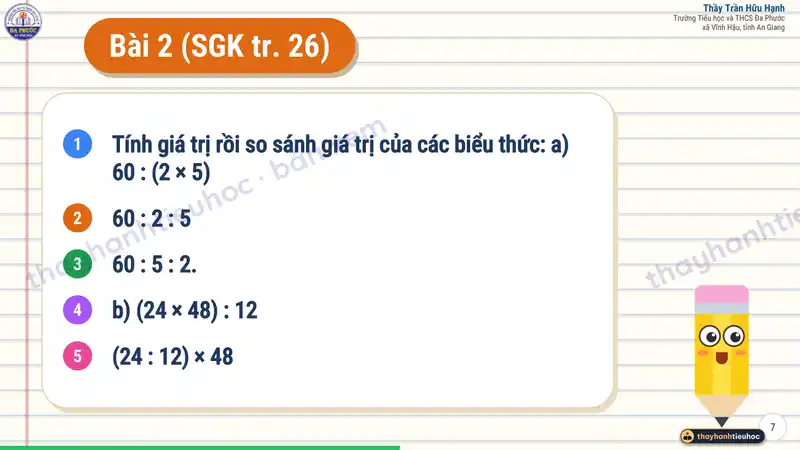 Thầy Trần Hữu Hạnh
Trường Tiểu học và THCS Đa Phước
xã Vĩnh Hậu, tỉnh An Giang
ĐA PHƯỚC
Bài 2 (SGK tr. 26)
1 Tính giá trị rồi so sánh giá trị của các biểu thức: a)
60 : (2 × 5)
2 60 : 2 : 5
3 60 : 5 : 2.
4 b) (24 × 48) : 12
5 (24 : 12) × 48
thayhanhtieuhoc
7